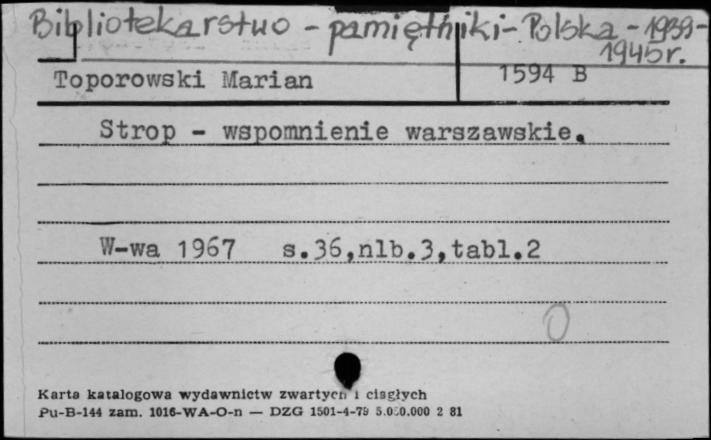 Bibliotekarstwo - pamiętniki - Polska - 1939-
1945r.
Toporowski Marian 1594 B
Strop - wspomnienie warszawskie.
W-wa 1967 s.36,nlb.3,tabl.2
0
Karta katalogowa wydawnictw zwartych i ciągłych
Pu-B-144 zam. 1016-WA-O-n — DZG 1501-4-79 5.000.000 2 81